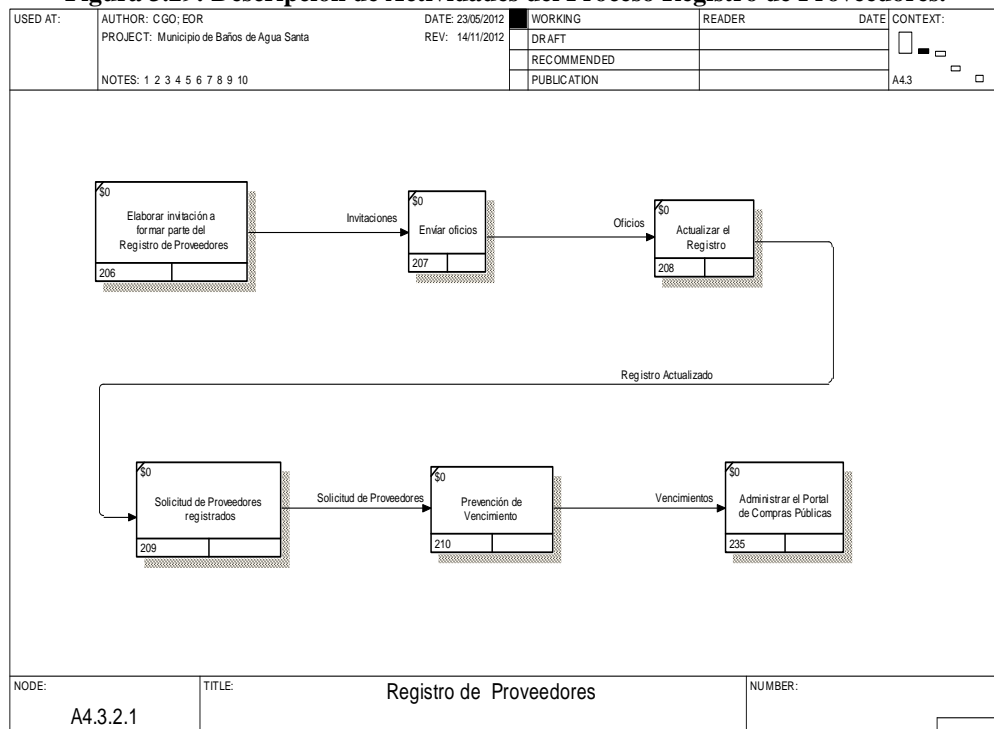 Figura 3.29: Descripción de Actividades del Proceso Registro de Proveedores.
USED AT:
AUTHOR: CGO; EOR
DATE: 23/05/2012
WORKING
READER
DATE
CONTEXT:
PROJECT: Municipio de Baños de Agua Santa
REV: 14/11/2012
DRAFT
RECOMMENDED
NOTES: 1 2 3 4 5 6 7 8 9 10
PUBLICATION
A4.3
$0
Elaborar invitación a
formar parte del
Registro de Proveedores
206
Invitaciones
$0
Enviar oficios
207
Oficios
$0
Actualizar el
Registro
208
Registro Actualizado
$0
Solicitud de Proveedores
registrados
209
Solicitud de Proveedores
$0
Prevención de
Vencimiento
210
Vencimientos
$0
Administrar el Portal
de Compras Públicas
235
NODE:
TITLE:
NUMBER:
Registro de Proveedores
A4.3.2.1